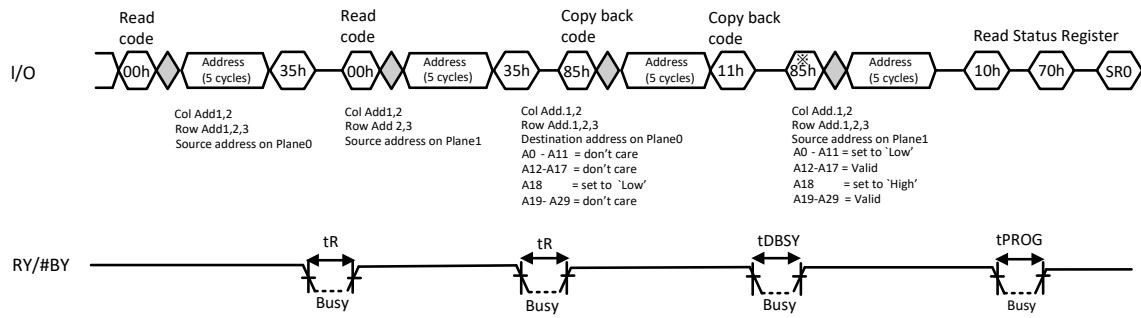 Read code
Read code
Copy back code
Copy back code
Read Status Register
I/O
00h
Address (5 cycles)
35h
00h
Address (5 cycles)
35h
85h
Address (5 cycles)
11h
※
85h
Address (5 cycles)
10h
70h
SR0
Col Add1,2
Row Add1,2,3
Source address on Plane0
Col Add1,2
Row Add 2,3
Source address on Plane1
Col Add.1,2
Row Add.1,2,3
Destination address on Plane0
A0 - A11 = don't care
A12-A17 = don't care
A18 = set to `Low'
A19- A29 = don't care
Col Add.1,2
Row Add.1,2,3
Source address on Plane1
A0 - A11 = set to `Low'
A12-A17 = Valid
A18 = set to `High'
A19- A29 = Valid
RY/#BY
tR
Busy
tR
Busy
tDBSY
Busy
tPROG
Busy